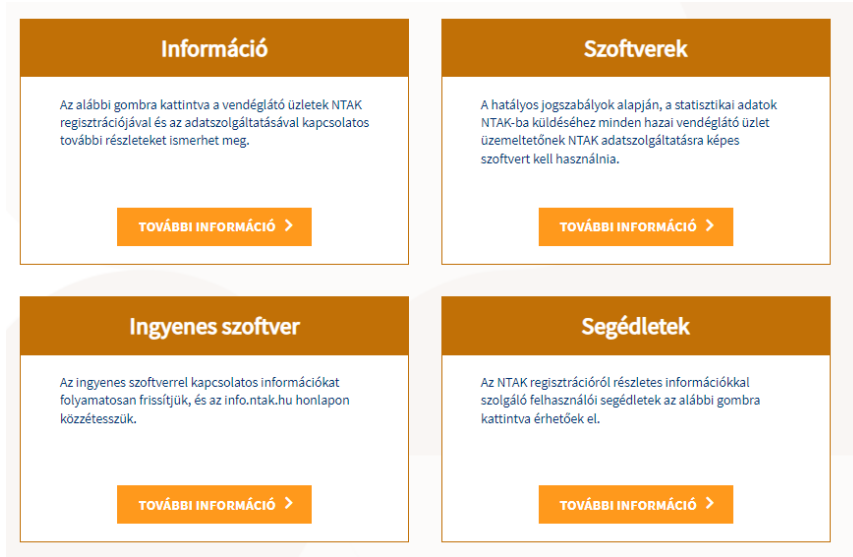 Információ
Az alábbi gombra kattintva a vendéglátó üzletek NTAK
regisztrációjával és az adatszolgáltatásával kapcsolatos
további részleteket ismerhet meg.
TOVÁBBI INFORMÁCIÓ
Szoftverek
A hatályos jogszabályok alapján, a statisztikai adatok
NTAK-ba küldéséhez minden hazai vendéglátó üzlet
üzemeltetőnek NTAK adatszolgáltatásra képes
szoftvert kell használnia.
TOVÁBBI INFORMÁCIÓ
Ingyenes szoftver
Az ingyenes szoftverrel kapcsolatos információkat
folyamatosan frissítjük, és az info.ntak.hu honlapon
közzétesszük.
TOVÁBBI INFORMÁCIÓ
Segédletek
Az NTAK regisztrációról részletes információkkal
szolgáló felhasználói segédletek az alábbi gombra
kattintva érhetőek el.
TOVÁBBI INFORMÁCIÓ